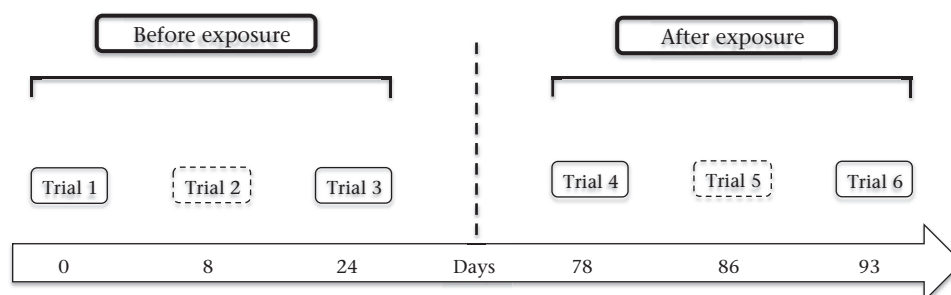 Before exposure After exposure
Trial 1 Trial 2 Trial 3 Trial 4 Trial 5 Trial 6
0 8 24 Days 78 86 93